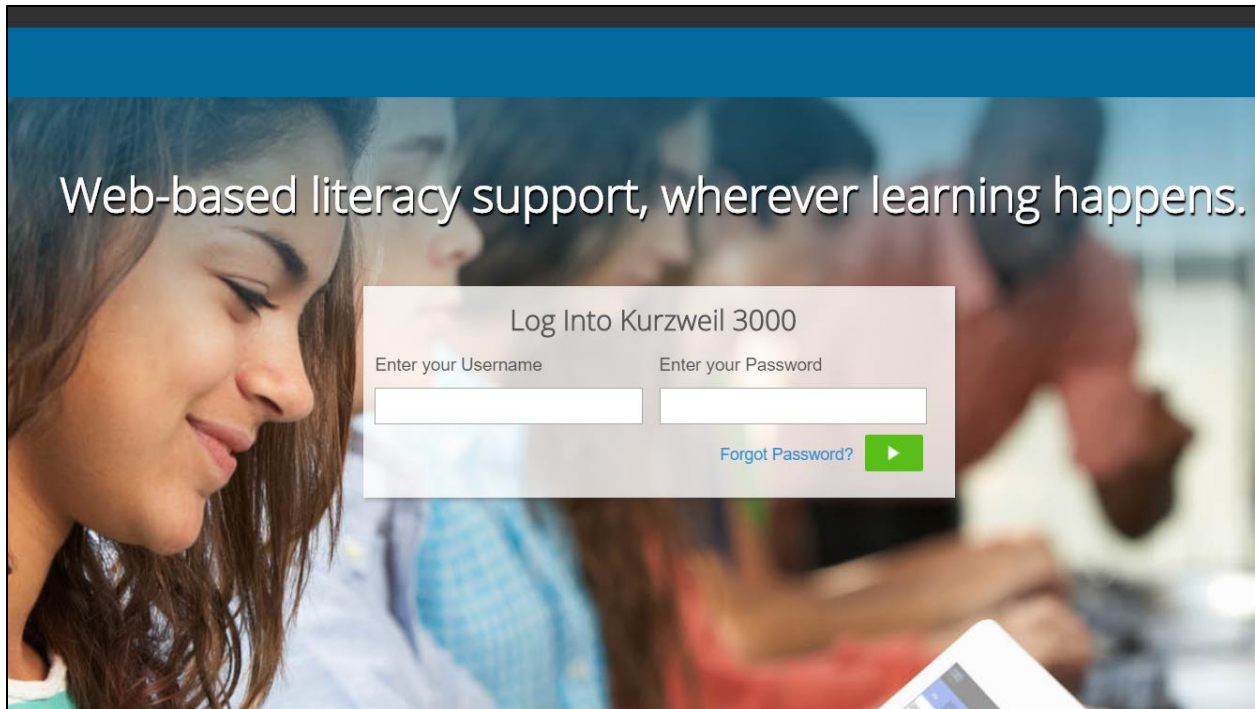 Web-based literacy support, wherever learning happens.
Log Into Kurzweil 3000
Enter your Username
Enter your Password
Forgot Password?